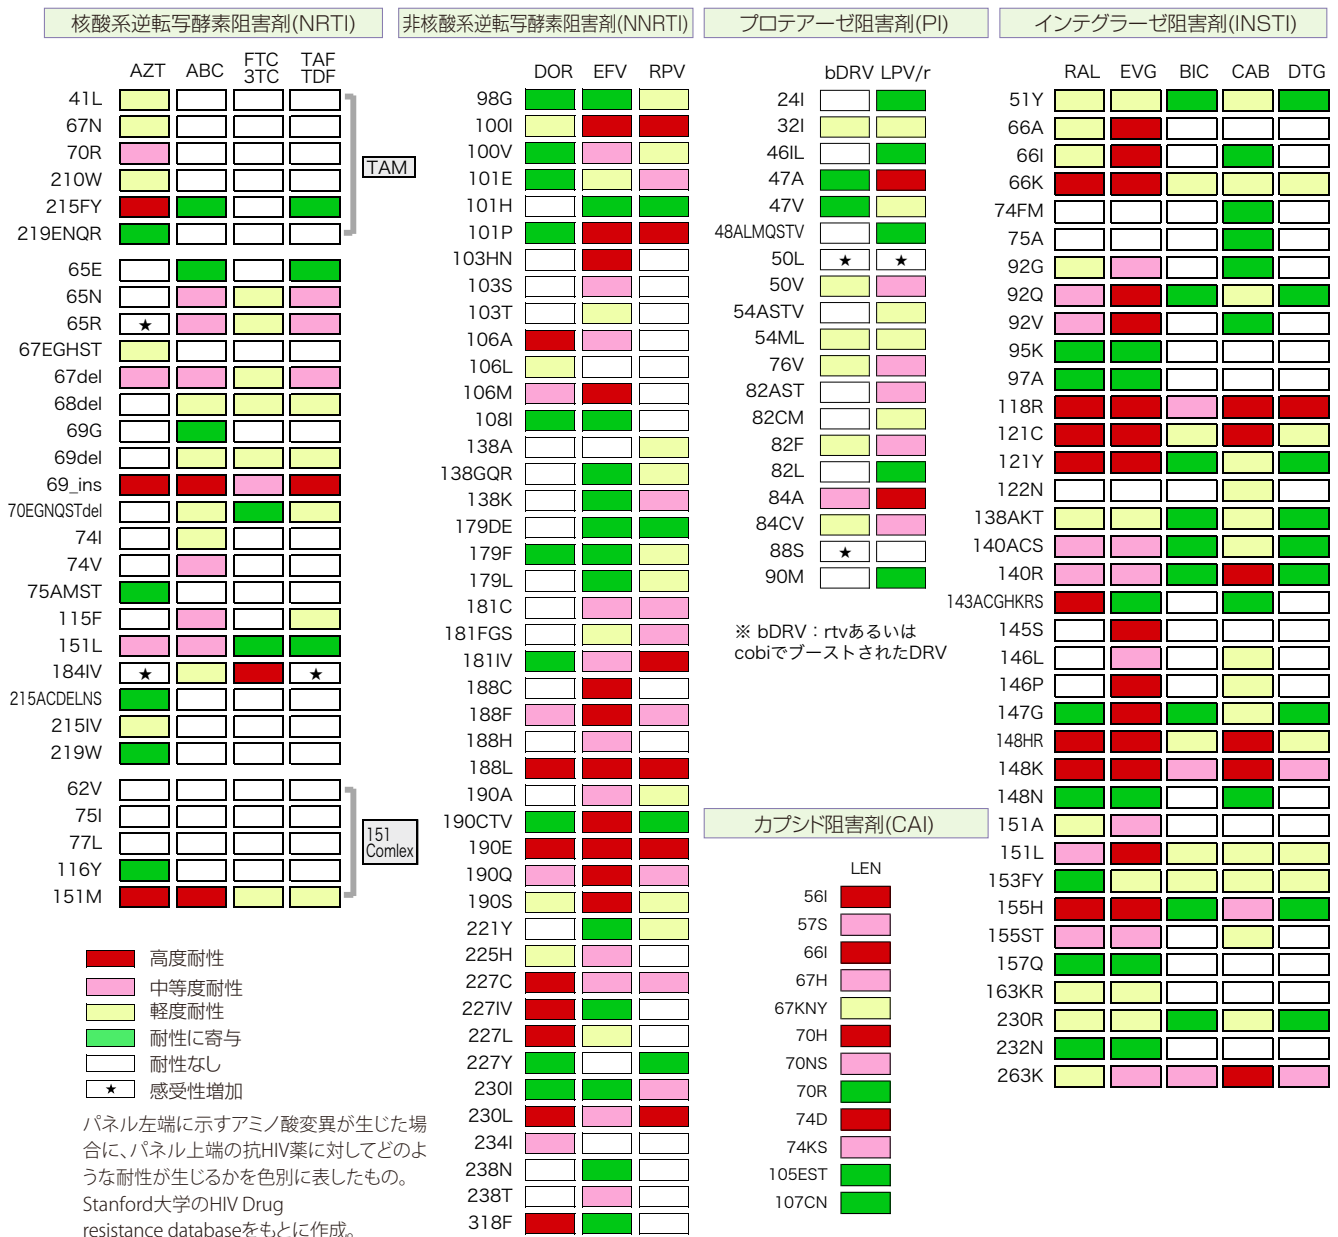 核酸系逆転写酵素阻害剤(NRTI)
AZT ABC FTC 3TC TAF TDF
41L
67N
70R
210W
215FY
219ENQR
TAM
65E
65N
65R ★
67EGHST
67del
68del
69G
69del
69_ins
70EGNQSTdel
74I
74V
75AMST
115F
151L
184IV ★ ★
215ACDELNS
215IV
219W
62V
75I
77L
116Y
151M
151
Comlex
高度耐性
中等度耐性
軽度耐性
耐性に寄与
耐性なし
★ 感受性増加
パネル左端に示すアミノ酸変異が生じた場
合に、パネル上端の抗HIV薬に対してどのよ
うな耐性が生じるかを色別に表したもの。
Stanford大学のHIV Drug
resistance databaseをもとに作成。
非核酸系逆転写酵素阻害剤(NNRTI)
DOR EFV RPV
98G
100I
100V
101E
101H
101P
103HN
103S
103T
106A
106L
106M
108I
138A
138GQR
138K
179DE
179F
179L
181C
181FGS
181IV
188C
188F
188H
188L
190A
190CTV
190E
190Q
190S
221Y
225H
227C
227IV
227L
227Y
230I
230L
234I
238N
238T
318F
プロテアーゼ阻害剤(PI)
bDRV LPV/r
24I
32I
46IL
47A
47V
48ALMQSTV
50L ★ ★
50V
54ASTV
54ML
76V
82AST
82CM
82F
82L
84A
84CV
88S ★
90M
※ bDRV：rtvあるいは
cobiでブーストされたDRV
カプシド阻害剤(CAI)
LEN
56I
57S
66I
67H
67KNY
70H
70NS
70R
74D
74KS
105EST
107CN
インテグラーゼ阻害剤(INSTI)
RAL EVG BIC CAB DTG
51Y
66A
66I
66K
74FM
75A
92G
92Q
92V
95K
97A
118R
121C
121Y
122N
138AKT
140ACS
140R
143ACGHKRS
145S
146L
146P
147G
148HR
148K
148N
151A
151L
153FY
155H
155ST
157Q
163KR
230R
232N
263K